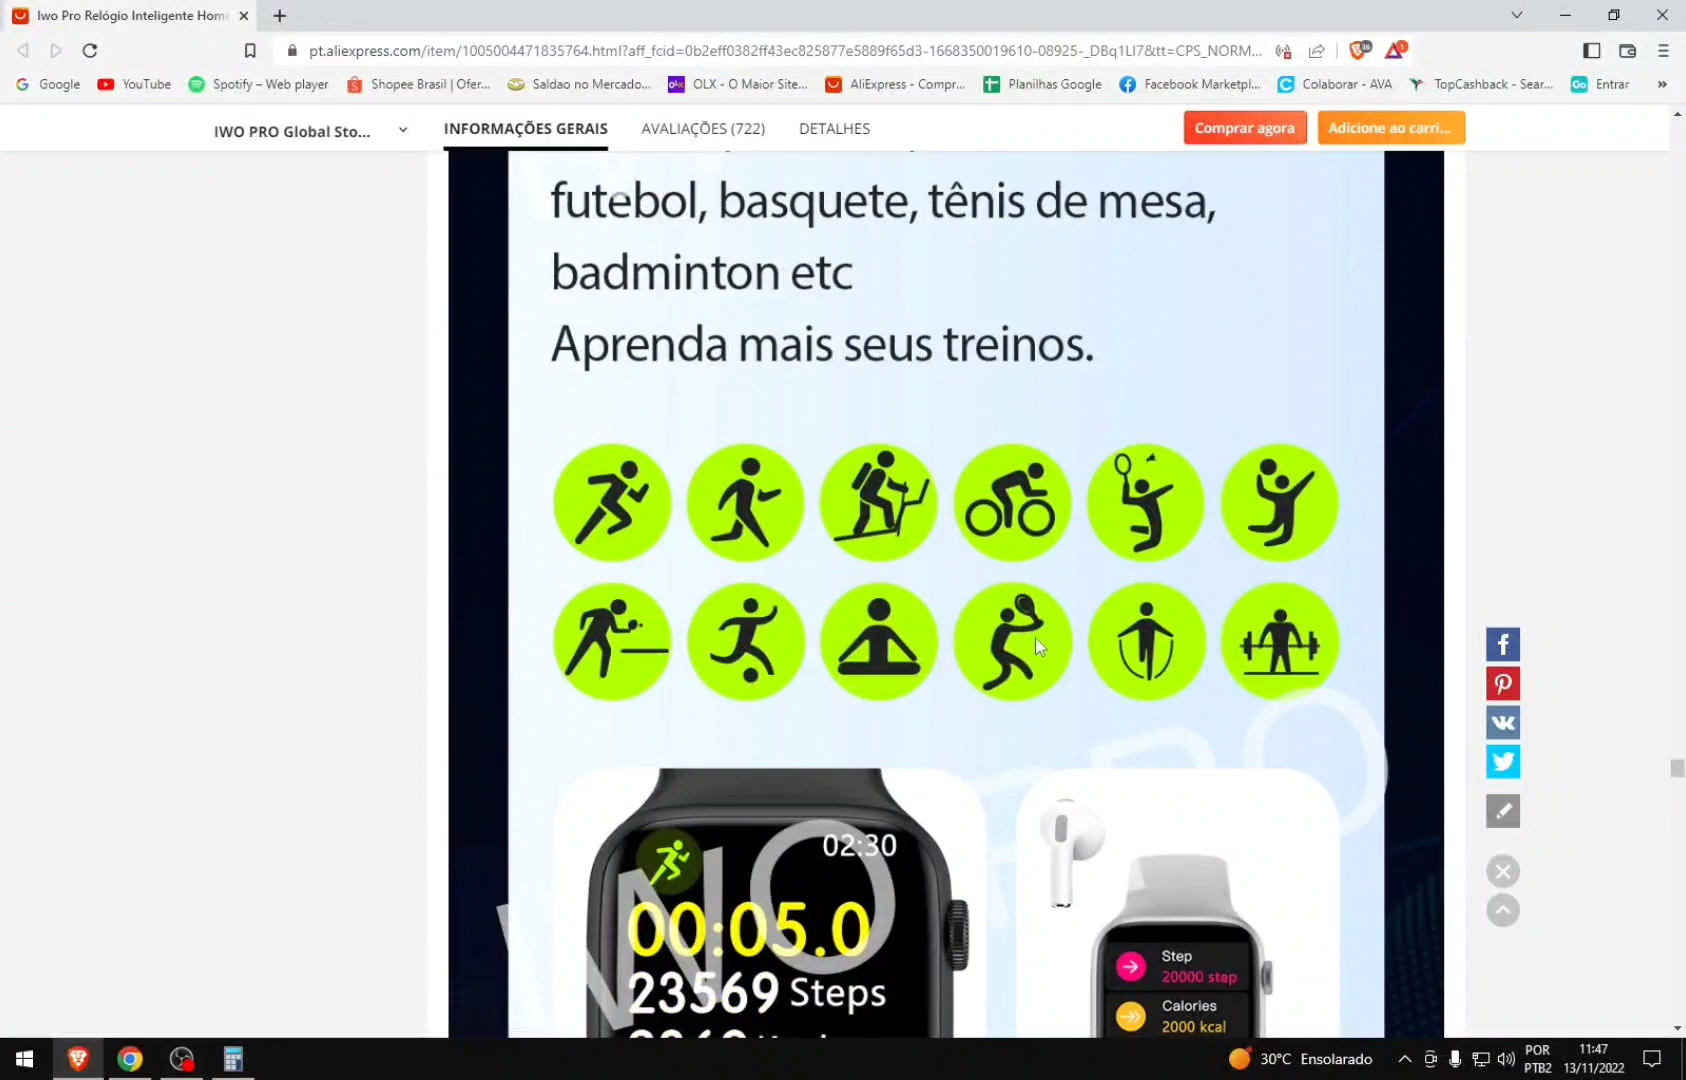 Iwo Pro Relógio Inteligente Home
pt.aliexpress.com/item/1005004471835764.html?aff_fcid=0b2eff0382ff43ec825877e5889f65d3-1668350019610-08925-_DBq1LI7&tt=CPS_NORM...
Google YouTube Spotify – Web player Shopee Brasil | Ofer... Saldao no Mercado... OLX - O Maior Site... AliExpress - Compr... Planilhas Google Facebook Marketpl... Colaborar - AVA TopCashback - Sear... Entrar »
IWO PRO Global Sto... INFORMAÇÕES GERAIS AVALIAÇÕES (722) DETALHES Comprar agora Adicione ao carri...
futebol, basquete, tênis de mesa,
badminton etc
Aprenda mais seus treinos.
02:30
00:05.0
23569 Steps
Step
20000 step
Calories
2000 kcal
IWO PRO
30°C Ensolarado
POR
PTB2
11:47
13/11/2022